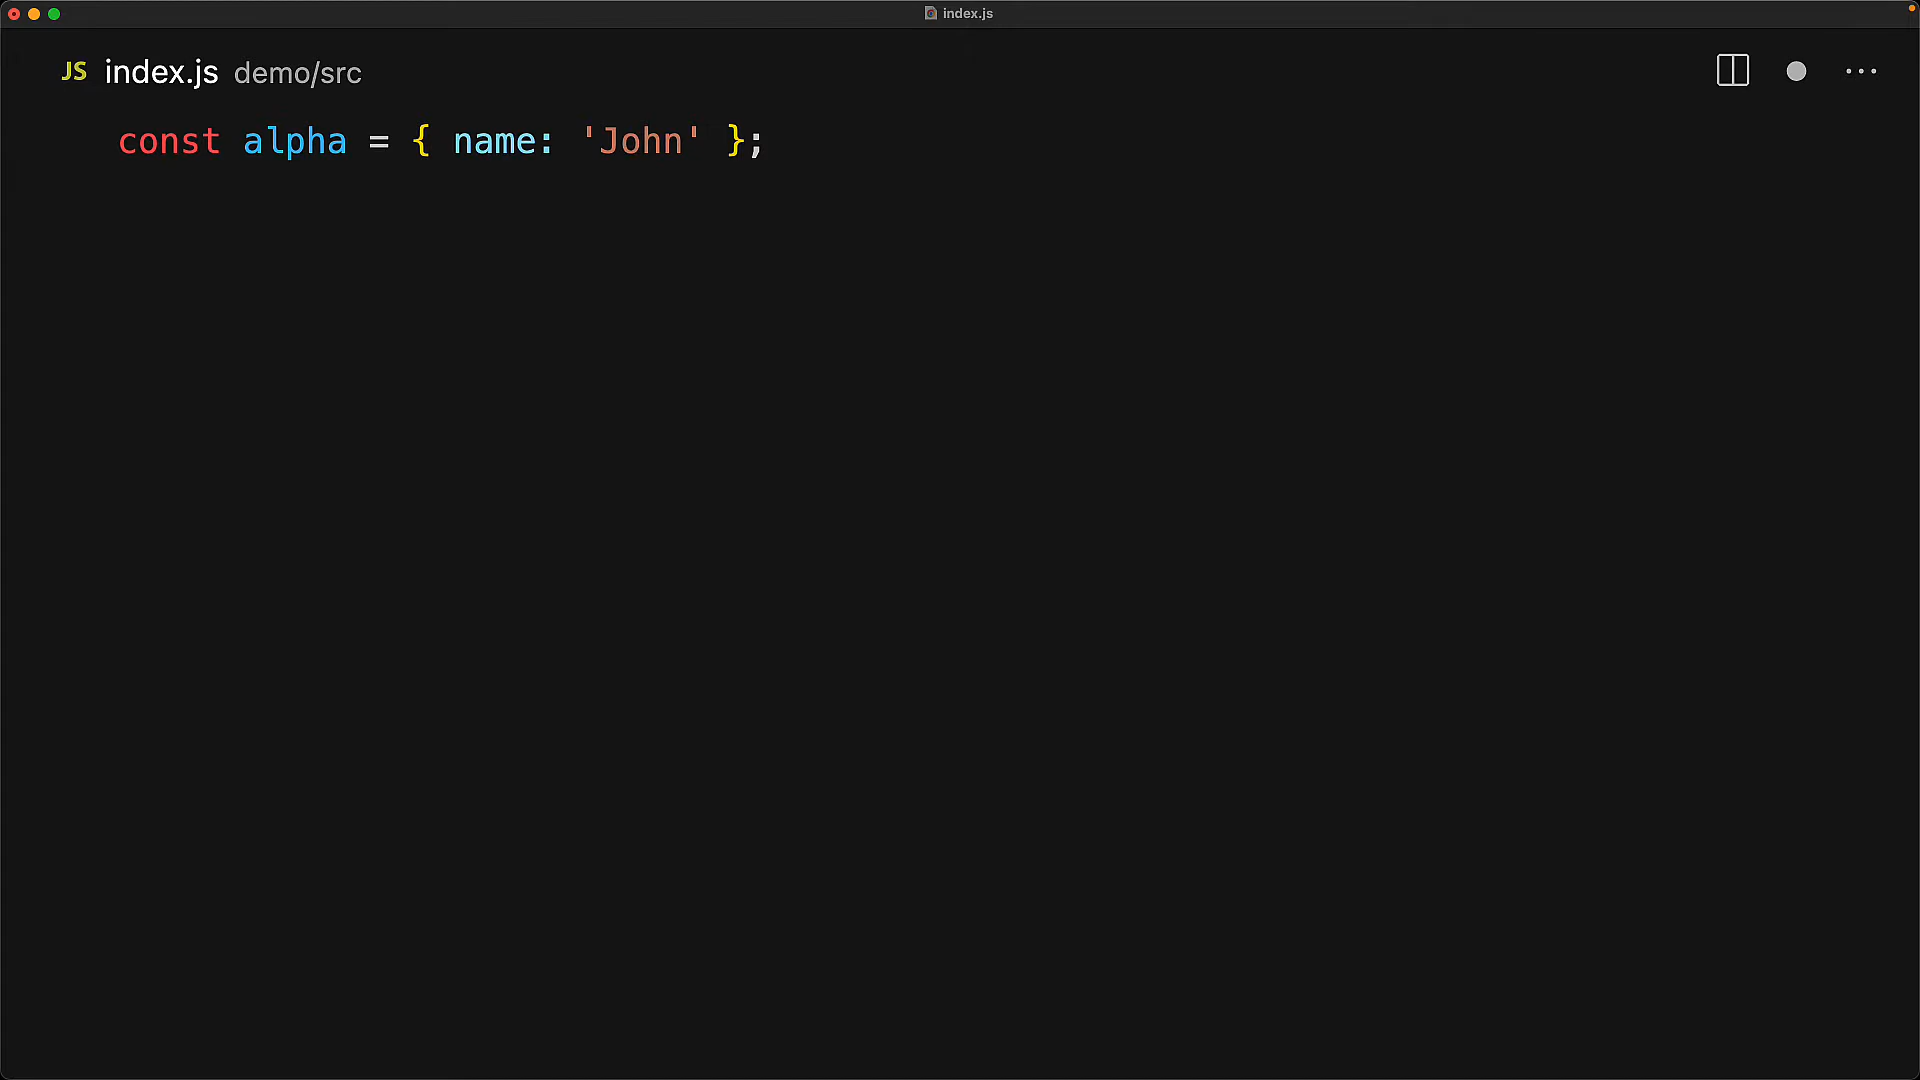 index.js
JS index.js demo/src
const alpha = { name: 'John' };